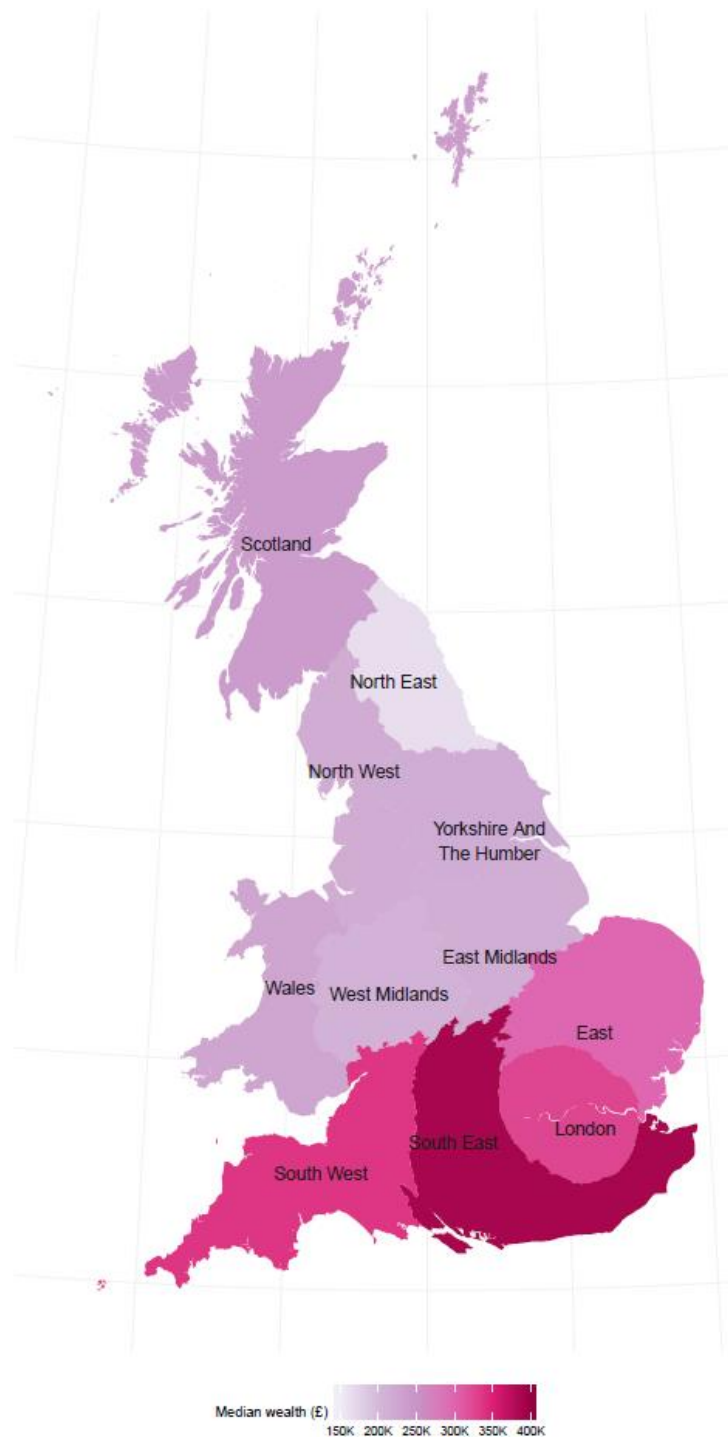 Scotland
North East
North West
Yorkshire And
The Humber
East Midlands
Wales
West Midlands
East
London
South East
South West
Median wealth (£)
150K 200K 250K 300K 350K 400K